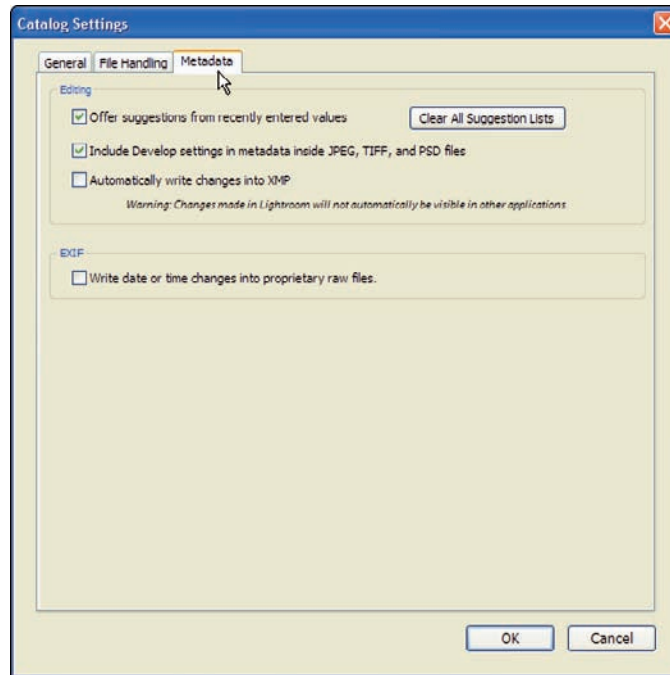 Catalog Settings
General File Handling Metadata
Editing
Offer suggestions from recently entered values Clear All Suggestion Lists
Include Develop settings in metadata inside JPEG, TIFF, and PSD files
Automatically write changes into XMP
Warning: Changes made in Lightroom will not automatically be visible in other applications
EXIF
Write date or time changes into proprietary raw files.
OK Cancel